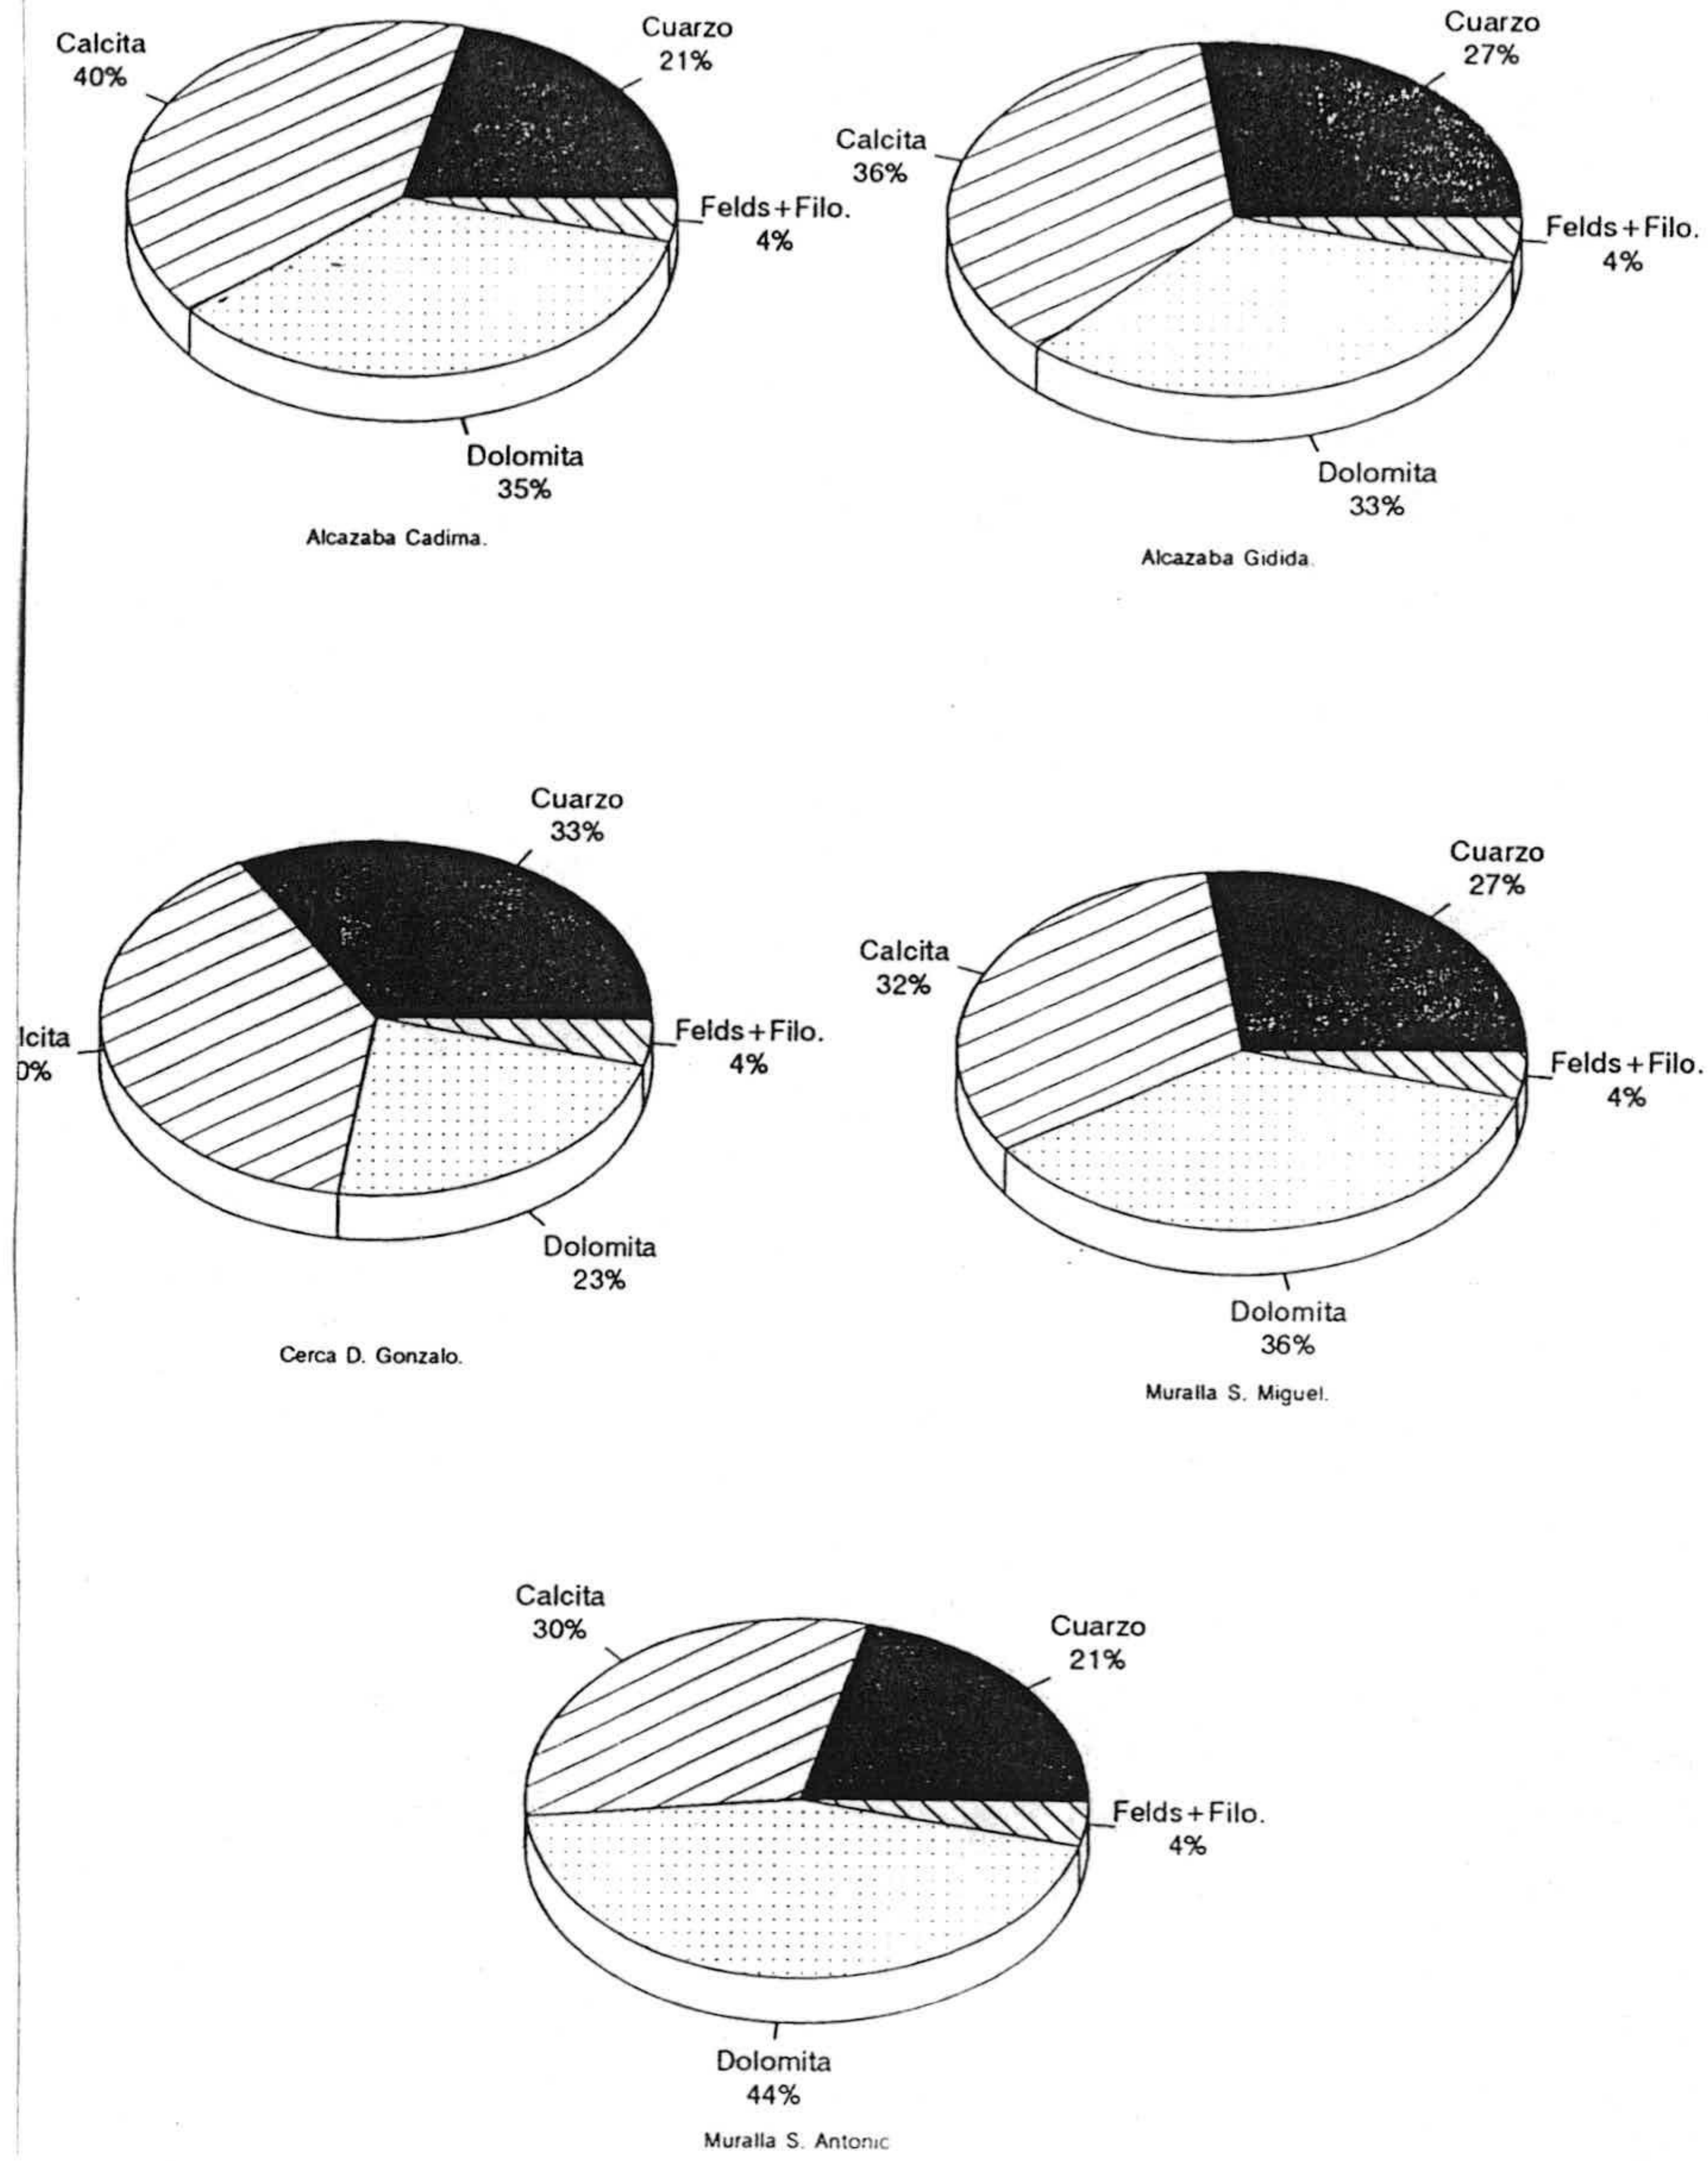 Calcita
40%
Cuarzo
21%
Felds+Filo.
4%
Dolomita
35%
Alcazaba Cadima.
Cuarzo
27%
Calcita
36%
Felds+Filo.
4%
Dolomita
33%
Alcazaba Gidida.
Cuarzo
33%
lcita
0%
Felds+Filo.
4%
Dolomita
23%
Cerca D. Gonzalo.
Cuarzo
27%
Calcita
32%
Felds+Filo.
4%
Dolomita
36%
Muralla S. Miguel.
Calcita
30%
Cuarzo
21%
Felds+Filo.
4%
Dolomita
44%
Muralla S. Antonic